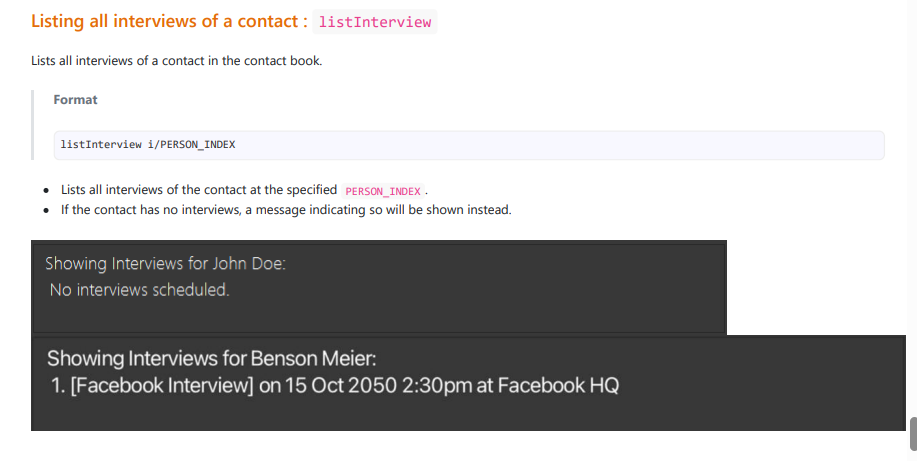 Listing all interviews of a contact : listInterview
Lists all interviews of a contact in the contact book.
Format
listInterview i/PERSON_INDEX
Lists all interviews of the contact at the specified PERSON_INDEX .
If the contact has no interviews, a message indicating so will be shown instead.
Showing Interviews for John Doe:
No interviews scheduled.
Showing Interviews for Benson Meier:
1. [Facebook Interview] on 15 Oct 2050 2:30pm at Facebook HQ